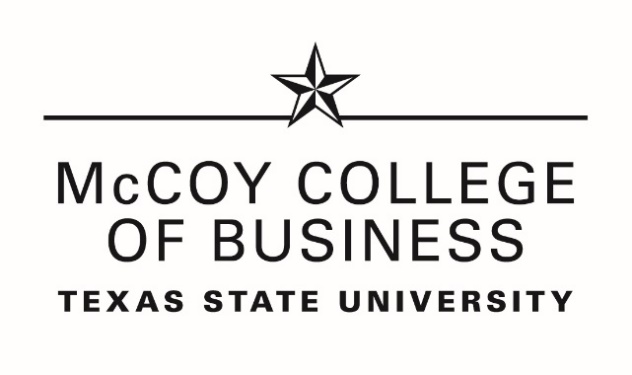 McCOY COLLEGE
OF BUSINESS
TEXAS STATE UNIVERSITY